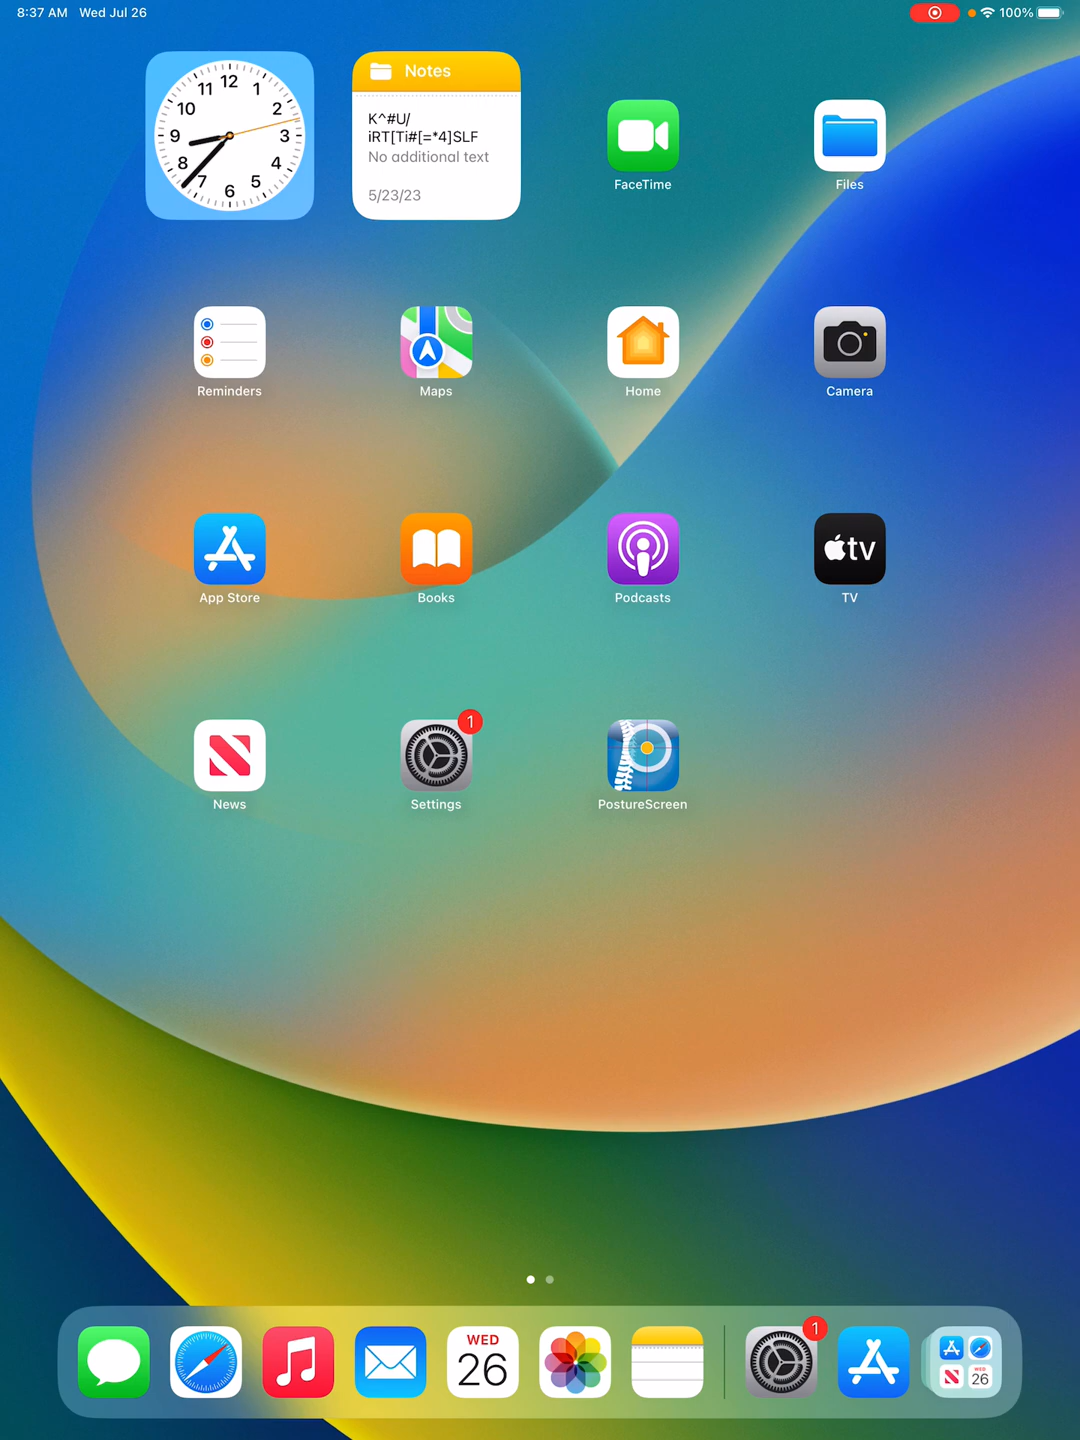 8:37 AM Wed Jul 26
100%
12
1
2
3
4
5
6
7
8
9
10
11
Notes
K^#U/
iRT[Ti#[=*4]SLF
No additional text
5/23/23
FaceTime
Files
Reminders
Maps
Home
Camera
App Store
Books
Podcasts
tv
TV
News
1
Settings
PostureScreen
WED
26
1
WED
26